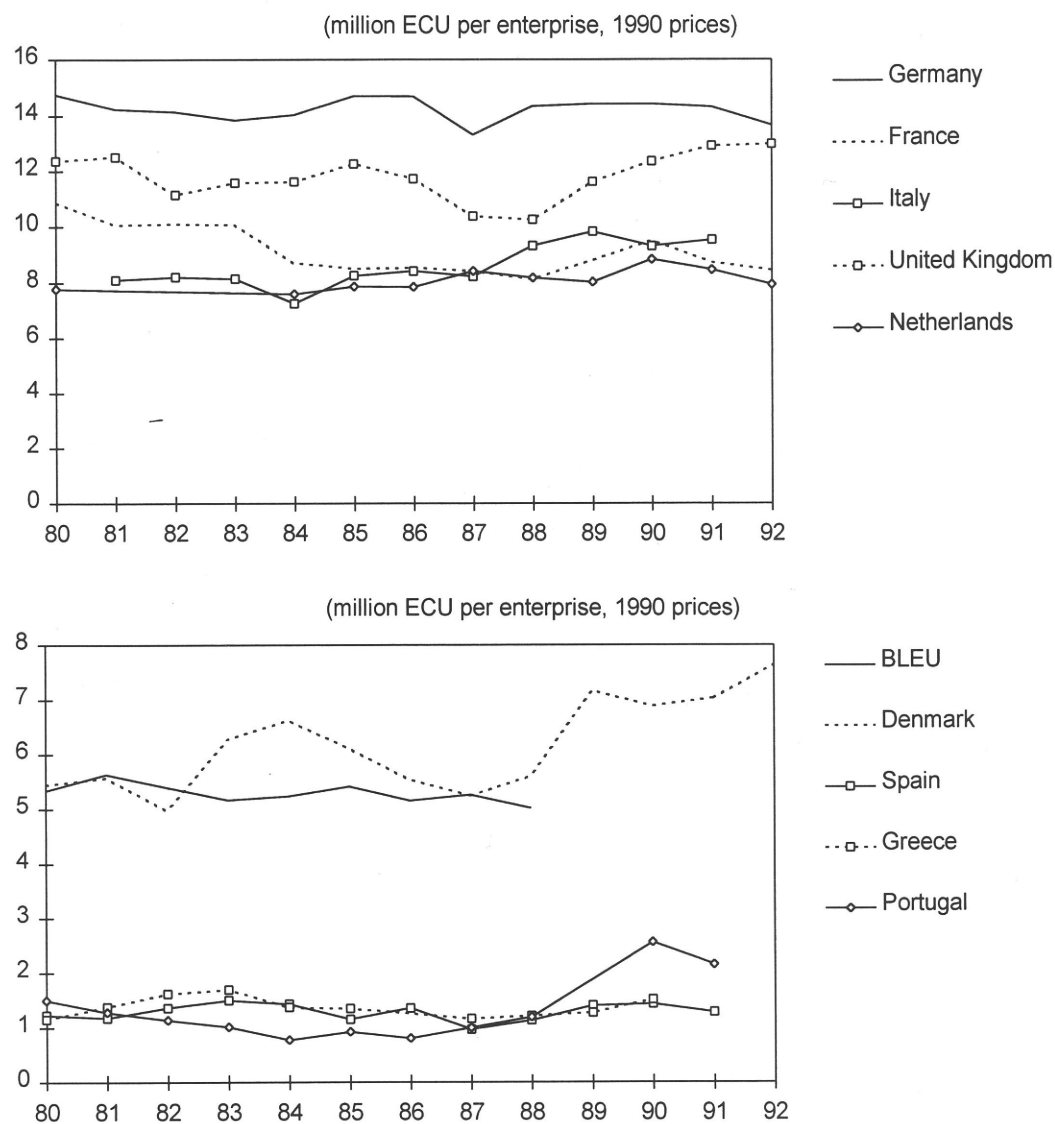 (million ECU per enterprise, 1990 prices)
16
14
12
10
8
6
4
2
0
80 81 82 83 84 85 86 87 88 89 90 91 92
Germany
France
Italy
United Kingdom
Netherlands
(million ECU per enterprise, 1990 prices)
8
7
6
5
4
3
2
1
0
80 81 82 83 84 85 86 87 88 89 90 91 92
BLEU
Denmark
Spain
Greece
Portugal